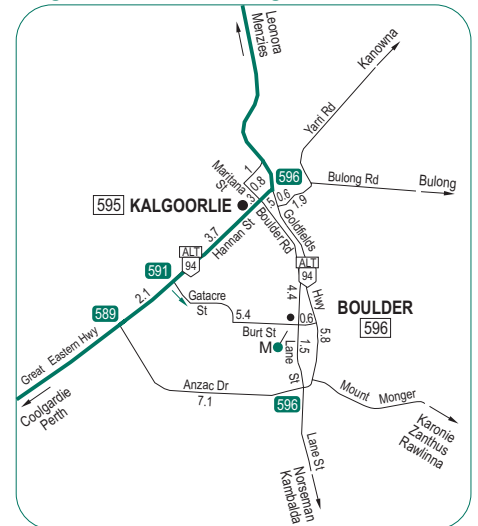 Leonora
Menzies
Kanowna
Yarri Rd
Maritana
St
1
0.8
3
.5
0.6
1.9
596
Bulong Rd
Bulong
595 KALGOORLIE
Hannan St
3.7
Boulder Rd
Goldfields
Hwy
ALT
94
591
ALT
94
2.1
Gatacre
St
4.4
BOULDER
596
589
5.4
0.6
Burt St
5.8
M
1.5
Lane St
Great Eastern Hwy
Coolgardie
Perth
Anzac Dr
7.1
596
Mount Monger
Karonie
Zanthus
Rawlinna
Lane St
Norseman
Kambalda